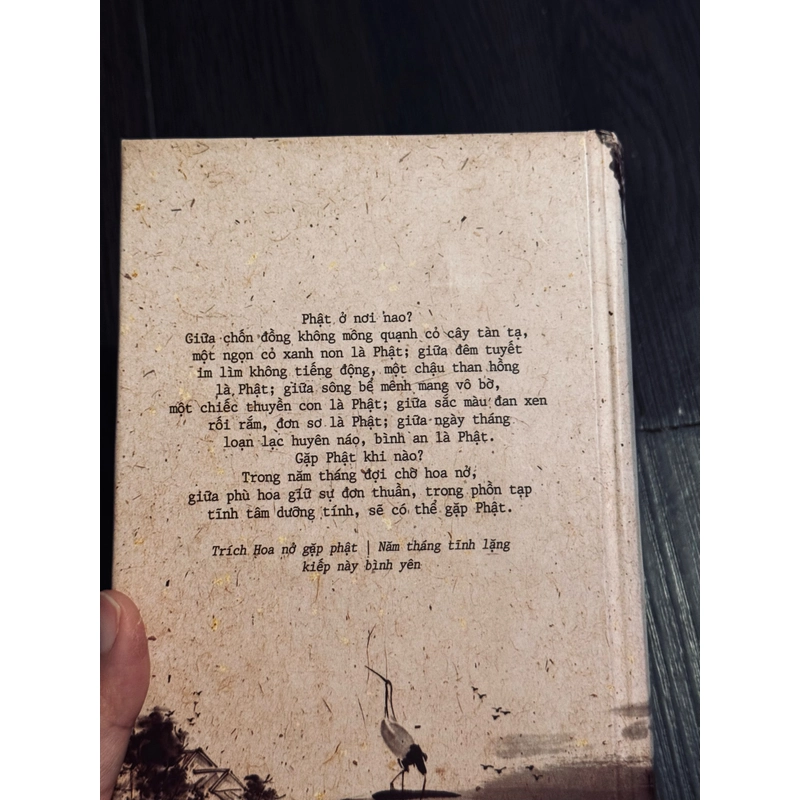 Phật ở nơi nao?
Giữa chốn đồng không mông quạnh cỏ cây tàn tạ,
một ngọn cỏ xanh non là Phật; giữa đêm tuyết
im lìm không tiếng động, một chậu than hồng
là Phật; giữa sông bể mênh mang vô bờ,
một chiếc thuyền con là Phật; giữa sắc màu đan xen
rối rắm, đơn sơ là Phật; giữa ngày tháng
loạn lạc huyên náo, bình an là Phật.
Gặp Phật khi nào?
Trong năm tháng đợi chờ hoa nở,
giữa phù hoa giữ sự đơn thuần, trong phồn tạp
tĩnh tâm dưỡng tính, sẽ có thể gặp Phật.
Trích Hoa nở gặp phật | Năm tháng tĩnh lặng
kiếp này bình yên